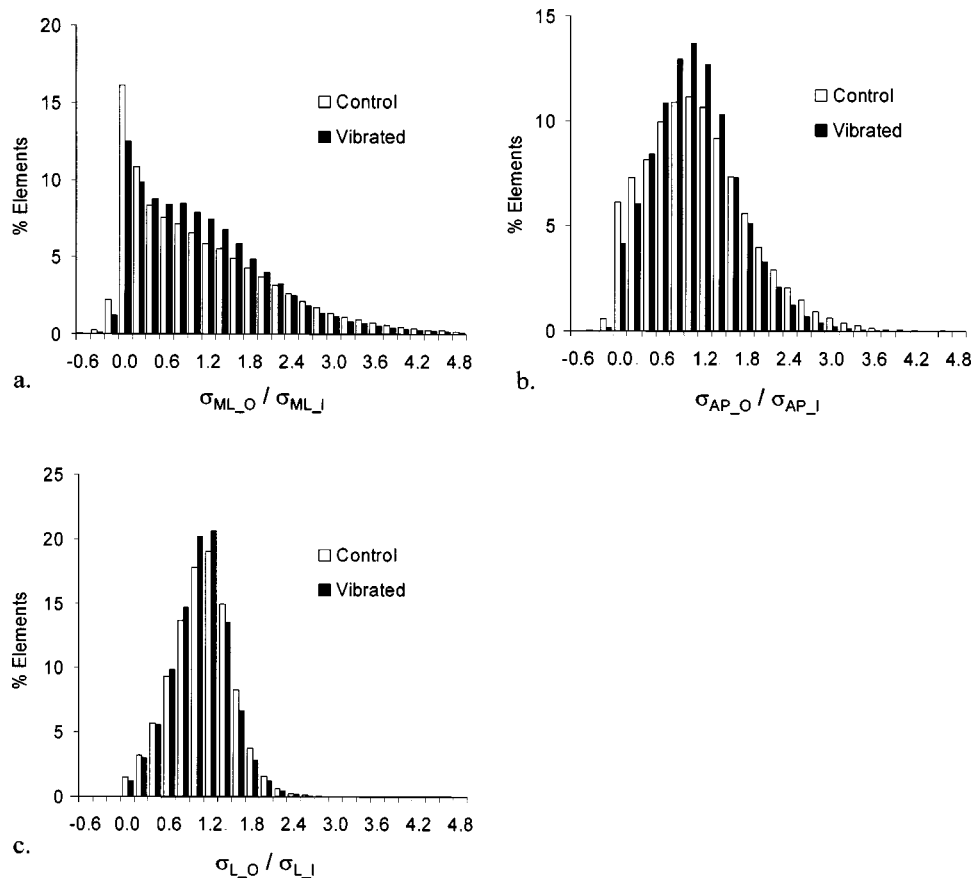 20
15
10
5
0
% Elements
Control
Vibrated
-0.6 0.0 0.6 1.2 1.8 2.4 3.0 3.6 4.2 4.8
a.
σML_O / σML_I
15
10
5
0
% Elements
Control
Vibrated
-0.6 0.0 0.6 1.2 1.8 2.4 3.0 3.6 4.2 4.8
b.
σAP_O / σAP_I
25
20
15
10
5
0
% Elements
Control
Vibrated
-0.6 0.0 0.6 1.2 1.8 2.4 3.0 3.6 4.2 4.8
c.
σL_O / σL_I